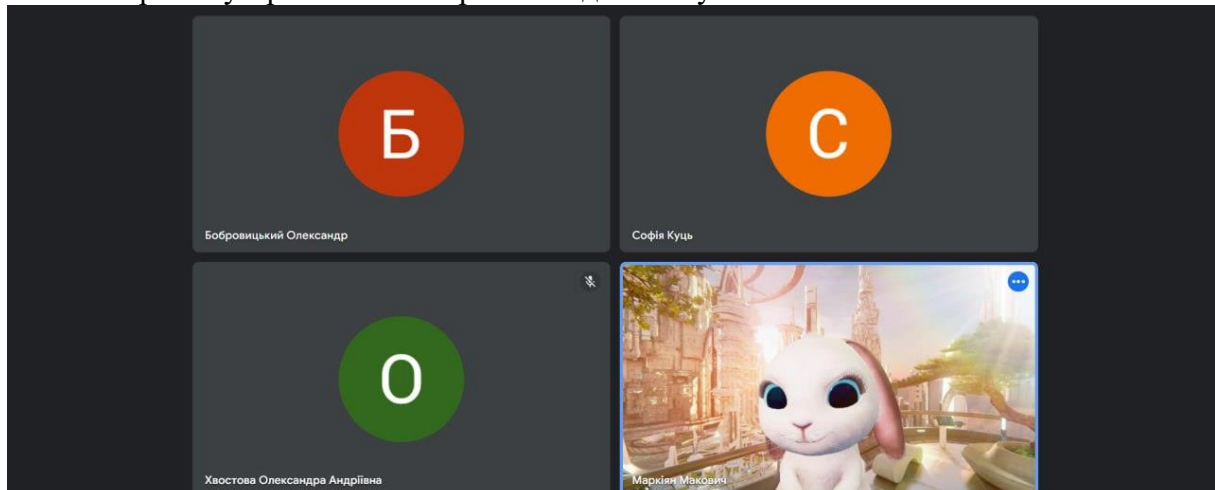 Б
Бобровицький Олександр
С
Софія Куць
О
Хвостова Олександра Андріївна
Маркіян Макович